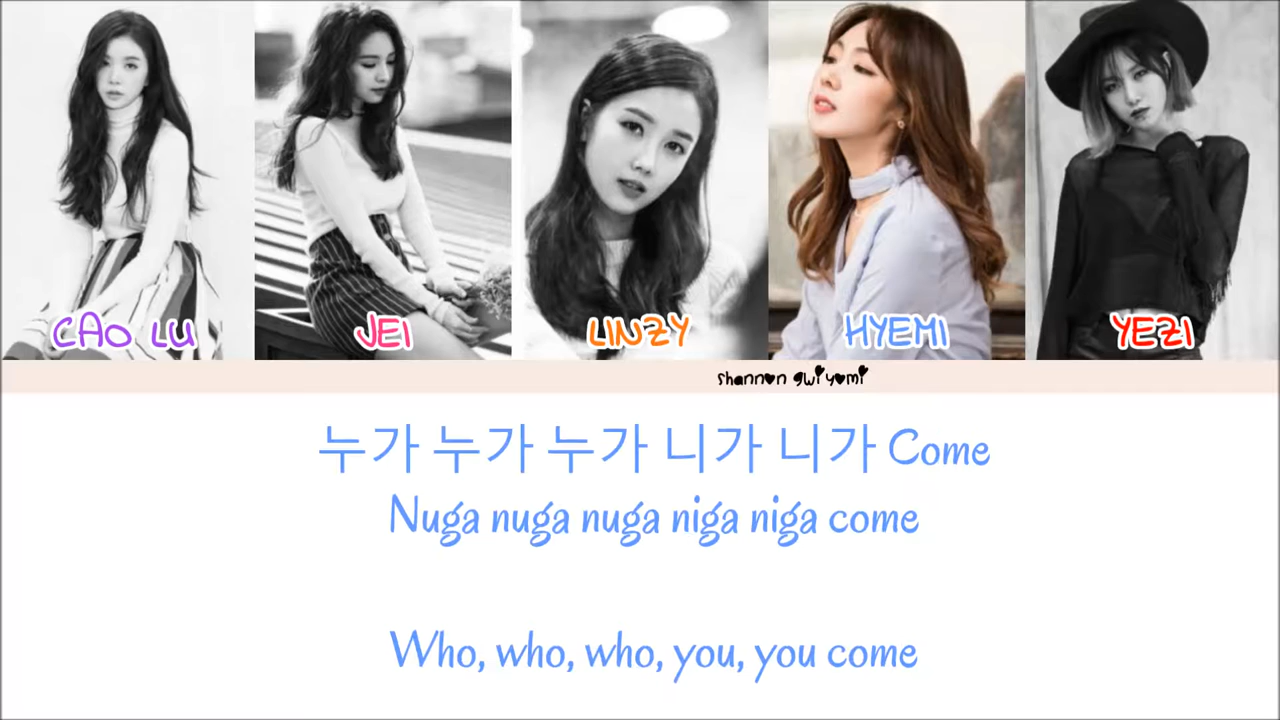 CAO LU
JEI
LINZY
HYEMI
YEZI
shannon gwiyomi
누가 누가 누가 니가 니가 Come
Nuga nuga nuga niga niga come
Who, who, who, you, you come